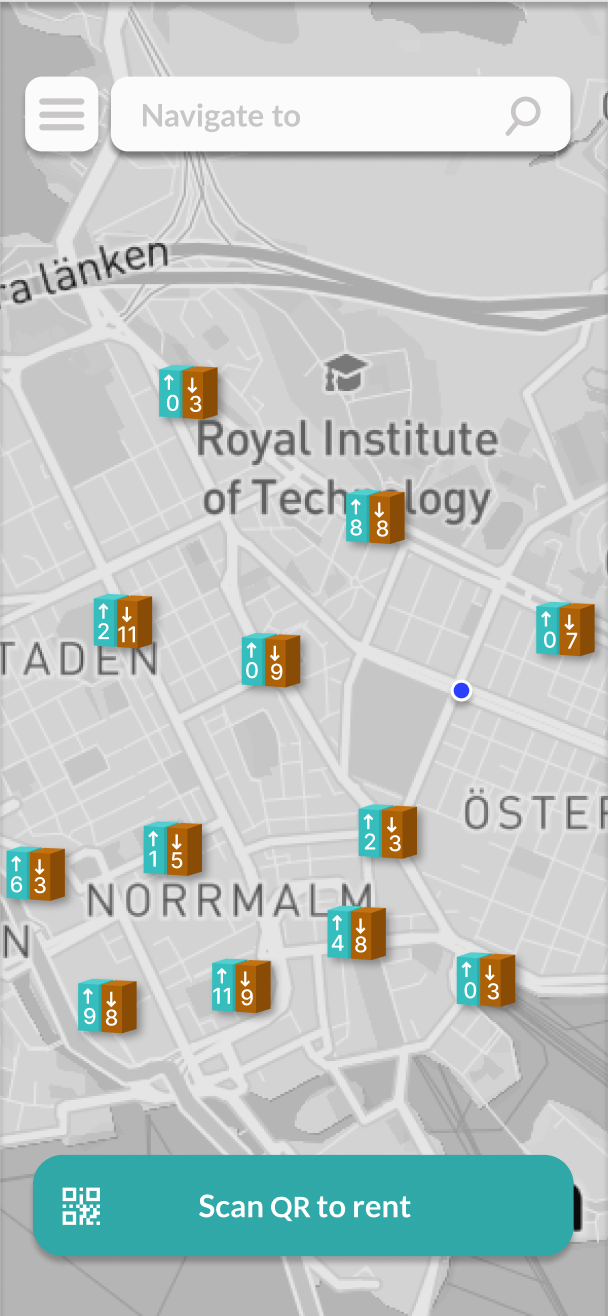 Navigate to
ra länken
0 3
Royal Institute
of Technology
8 8
2 11
0 7
TADEN
0 9
ÖSTER
2 3
1 5
6 3
NORRMALM
4 8
N
0 3
11 9
9 8
Scan QR to rent